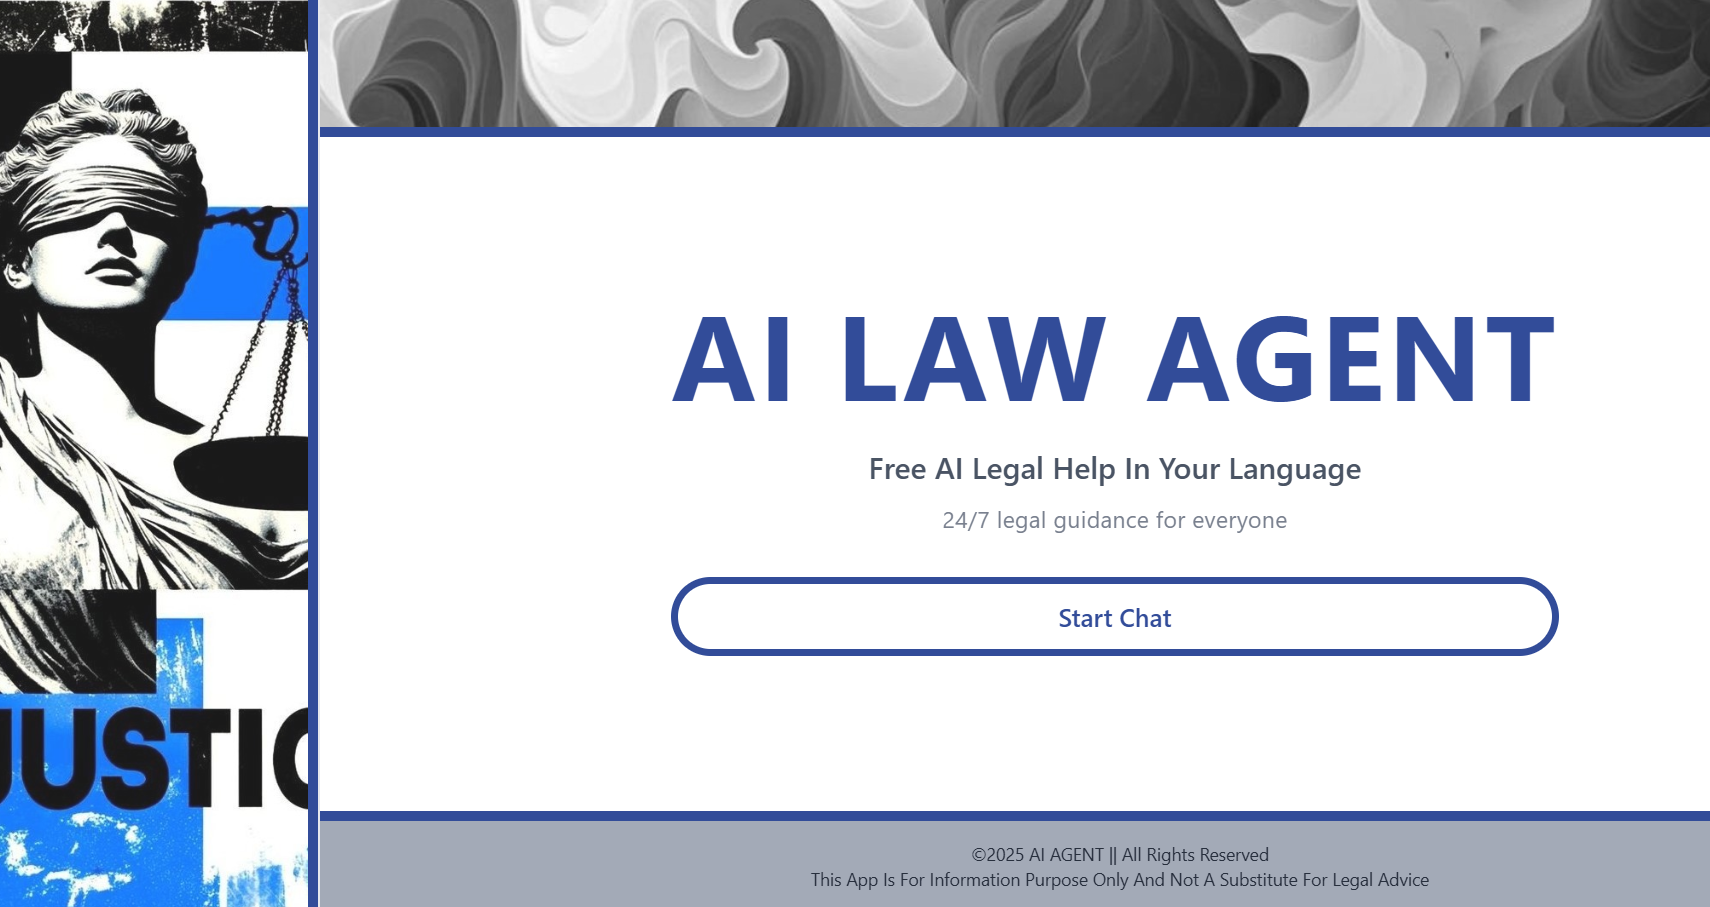 JUSTIC
AI LAW AGENT
Free AI Legal Help In Your Language
24/7 legal guidance for everyone
Start Chat
©2025 AI AGENT || All Rights Reserved
This App Is For Information Purpose Only And Not A Substitute For Legal Advice